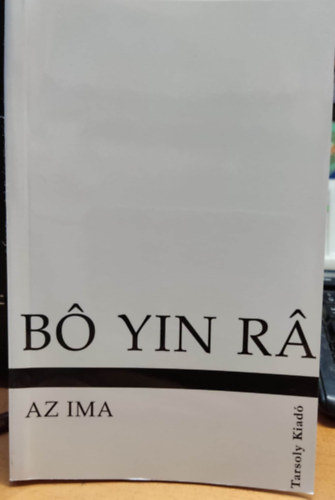 BÔ YIN RÂ
AZ IMA
Tarsoly Kiadó